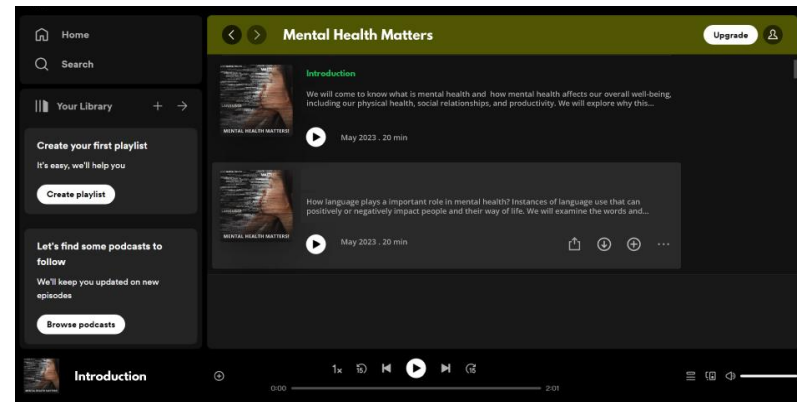 Home
Mental Health Matters
Upgrade
Search
Your Library
Create your first playlist
It's easy, we'll help you
Create playlist
Let's find some podcasts to
follow
We'll keep you updated on new
episodes
Browse podcasts
Introduction
We will come to know what is mental health and how mental health affects our overall well-being,
including our physical health, social relationships, and productivity. We will explore why this...
MENTAL HEALTH MATTERS!
May 2023 . 20 min
How language plays a important role in mental health? Instances of language use that can
positively or negatively impact people and their way of life. We will examine the words and...
MENTAL HEALTH MATTERS!
May 2023 . 20 min
Introduction
1x
15
15
0:00
2:01